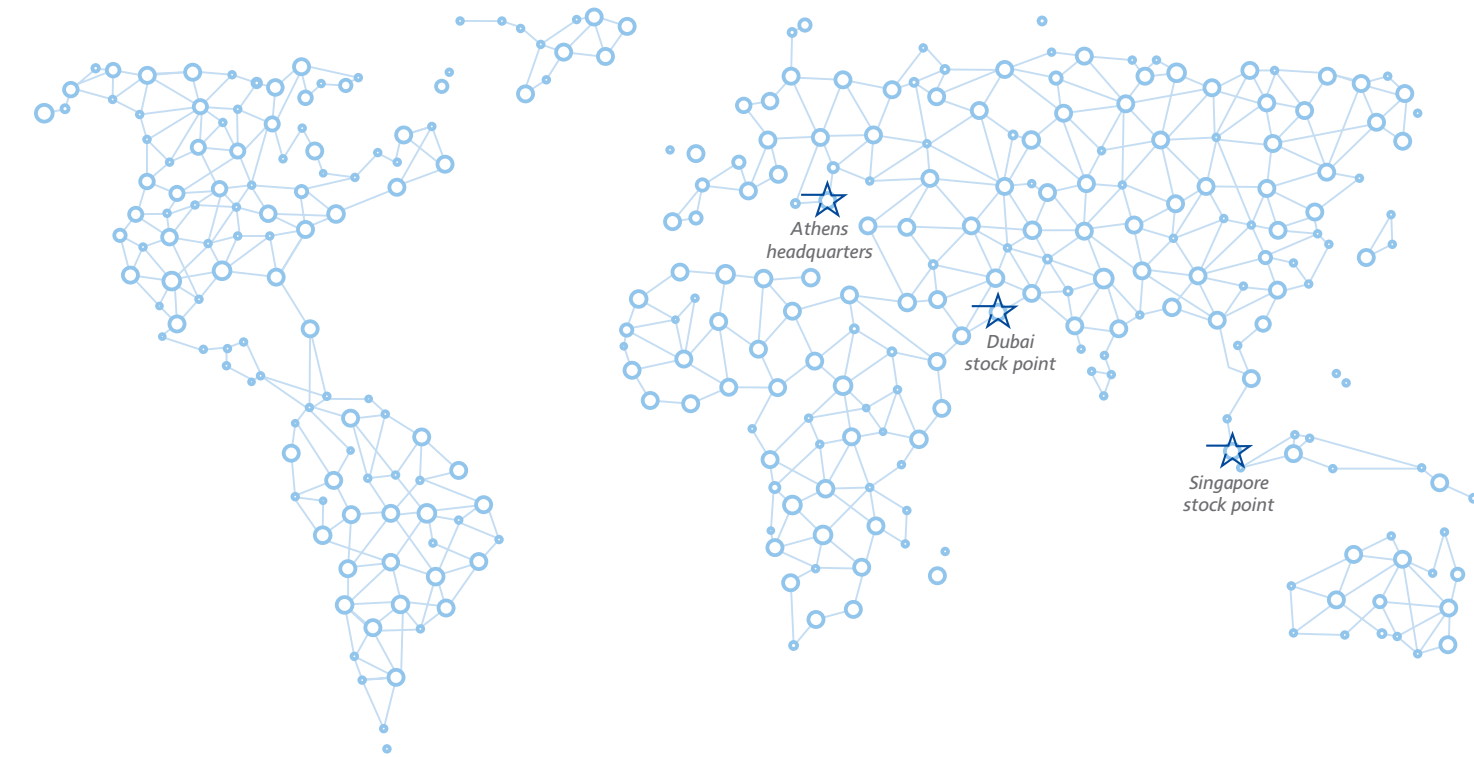 Athens
headquarters
Dubai
stock point
Singapore
stock point